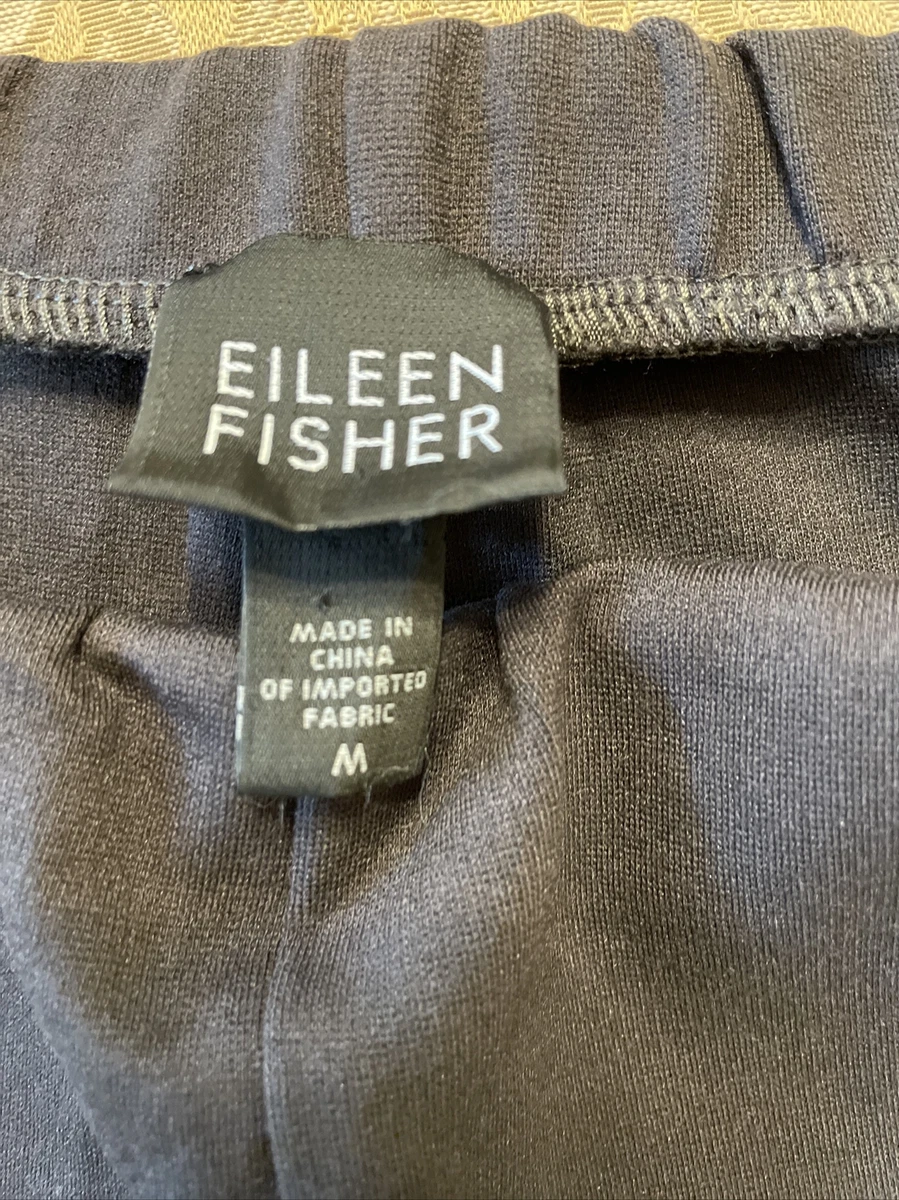 EILEEN
FISHER
MADE IN
CHINA
OF IMPORTED
FABRIC
M